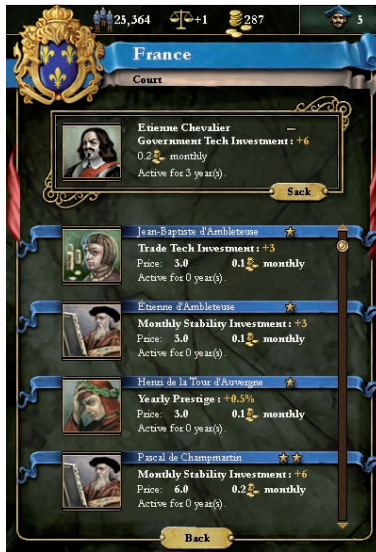 25,364 +1 287 5
France
Court
Etienne Chevalier
Government Tech Investment : +6
0.2 monthly
Active for 3 year(s).
Sack
Jean-Baptiste d'Ambleteuse
Trade Tech Investment : +3
Price: 3.0 0.1 monthly
Active for 0 year(s).
Étienne d'Ambleteuse
Monthly Stability Investment : +3
Price: 3.0 0.1 monthly
Active for 0 year(s).
Henri de la Tour d'Auvergne
Yearly Prestige : +0.5%
Price: 3.0 0.1 monthly
Active for 0 year(s).
Pascal de Champmartin
Monthly Stability Investment : +6
Price: 6.0 0.2 monthly
Active for 0 year(s).
Back